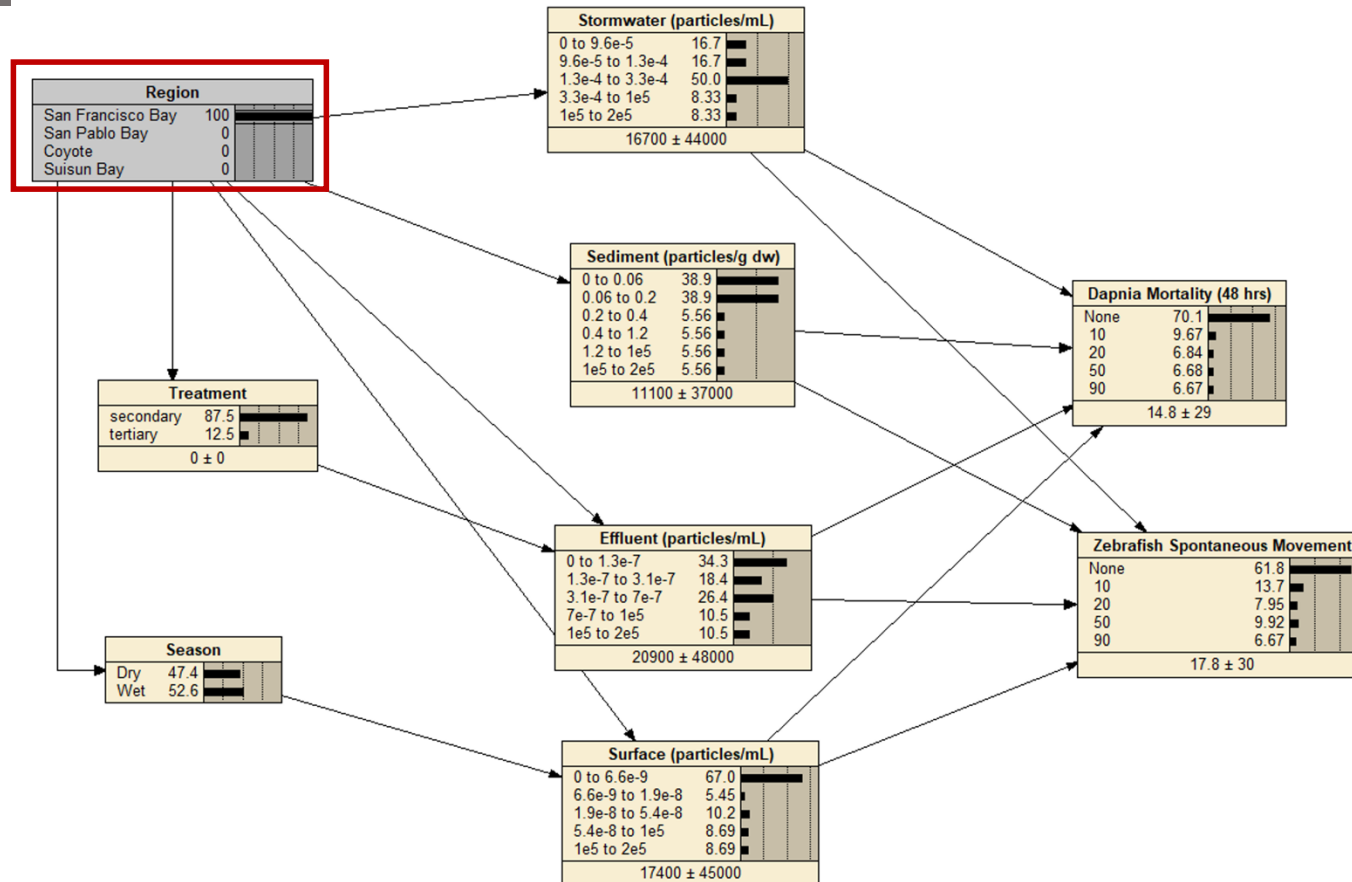 Region
San Francisco Bay 100
San Pablo Bay 0
Coyote 0
Suisun Bay 0
Stormwater (particles/mL)
0 to 9.6e-5 16.7
9.6e-5 to 1.3e-4 16.7
1.3e-4 to 3.3e-4 50.0
3.3e-4 to 1e5 8.33
1e5 to 2e5 8.33
16700 ± 44000
Sediment (particles/g dw)
0 to 0.06 38.9
0.06 to 0.2 38.9
0.2 to 0.4 5.56
0.4 to 1.2 5.56
1.2 to 1e5 5.56
1e5 to 2e5 5.56
11100 ± 37000
Dapnia Mortality (48 hrs)
None 70.1
10 9.67
20 6.84
50 6.68
90 6.67
14.8 ± 29
Treatment
secondary 87.5
tertiary 12.5
0 ± 0
Effluent (particles/mL)
0 to 1.3e-7 34.3
1.3e-7 to 3.1e-7 18.4
3.1e-7 to 7e-7 26.4
7e-7 to 1e5 10.5
1e5 to 2e5 10.5
20900 ± 48000
Zebrafish Spontaneous Movement
None 61.8
10 13.7
20 7.95
50 9.92
90 6.67
17.8 ± 30
Season
Dry 47.4
Wet 52.6
Surface (particles/mL)
0 to 6.6e-9 67.0
6.6e-9 to 1.9e-8 5.45
1.9e-8 to 5.4e-8 10.2
5.4e-8 to 1e5 8.69
1e5 to 2e5 8.69
17400 ± 45000